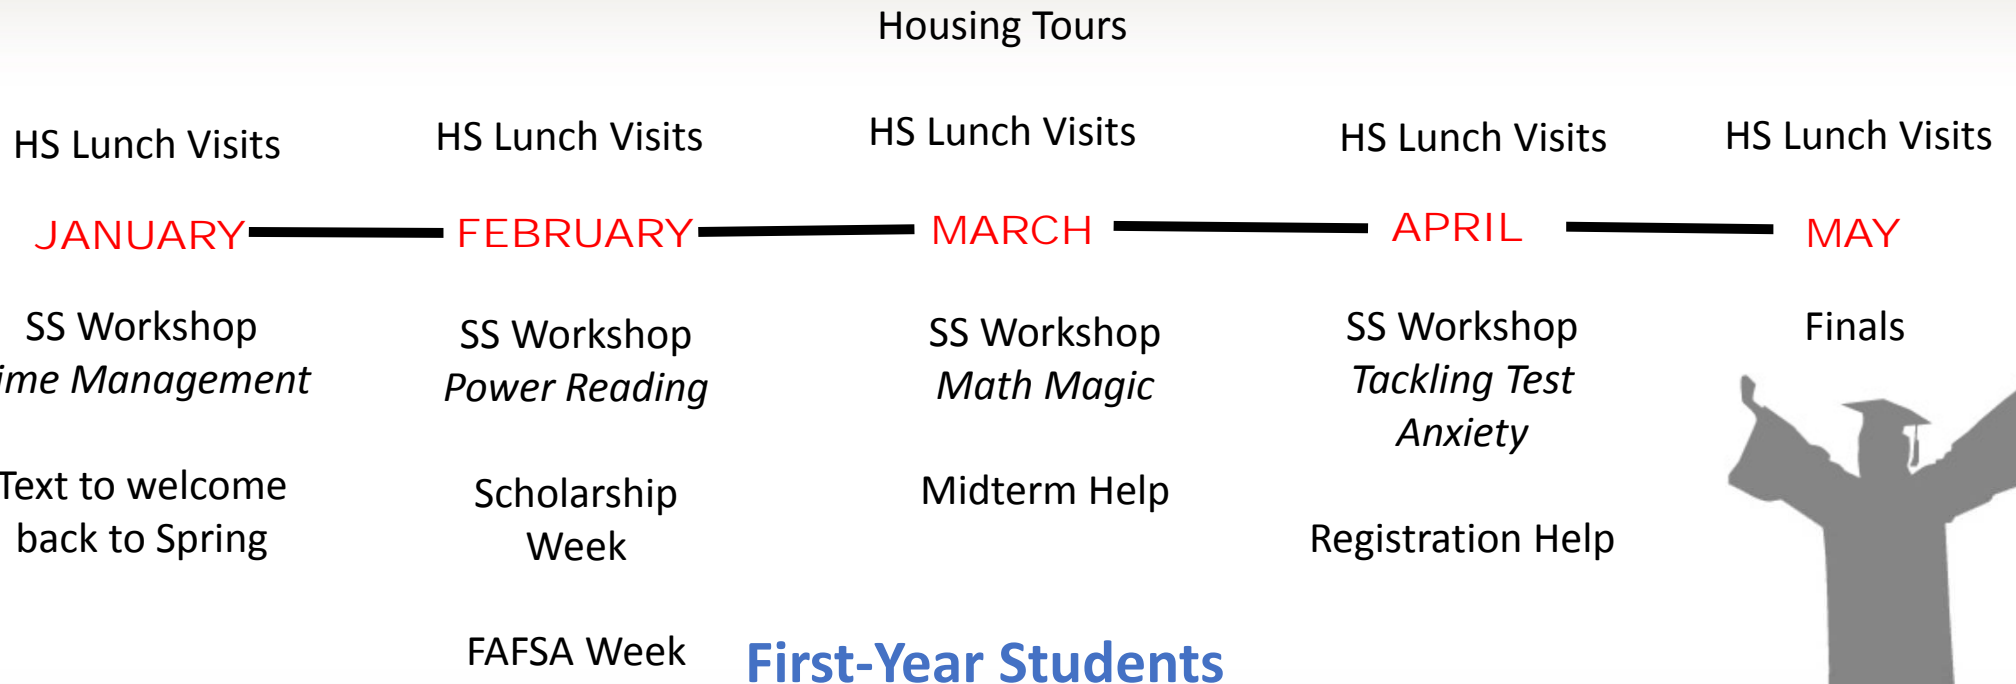 Housing Tours
HS Lunch Visits
HS Lunch Visits
HS Lunch Visits
HS Lunch Visits
HS Lunch Visits
JANUARY
FEBRUARY
MARCH
APRIL
MAY
SS Workshop
ime Management
Text to welcome
back to Spring
SS Workshop
Power Reading
Scholarship
Week
FAFSA Week
SS Workshop
Math Magic
Midterm Help
SS Workshop
Tackling Test
Anxiety
Registration Help
Finals
First-Year Students